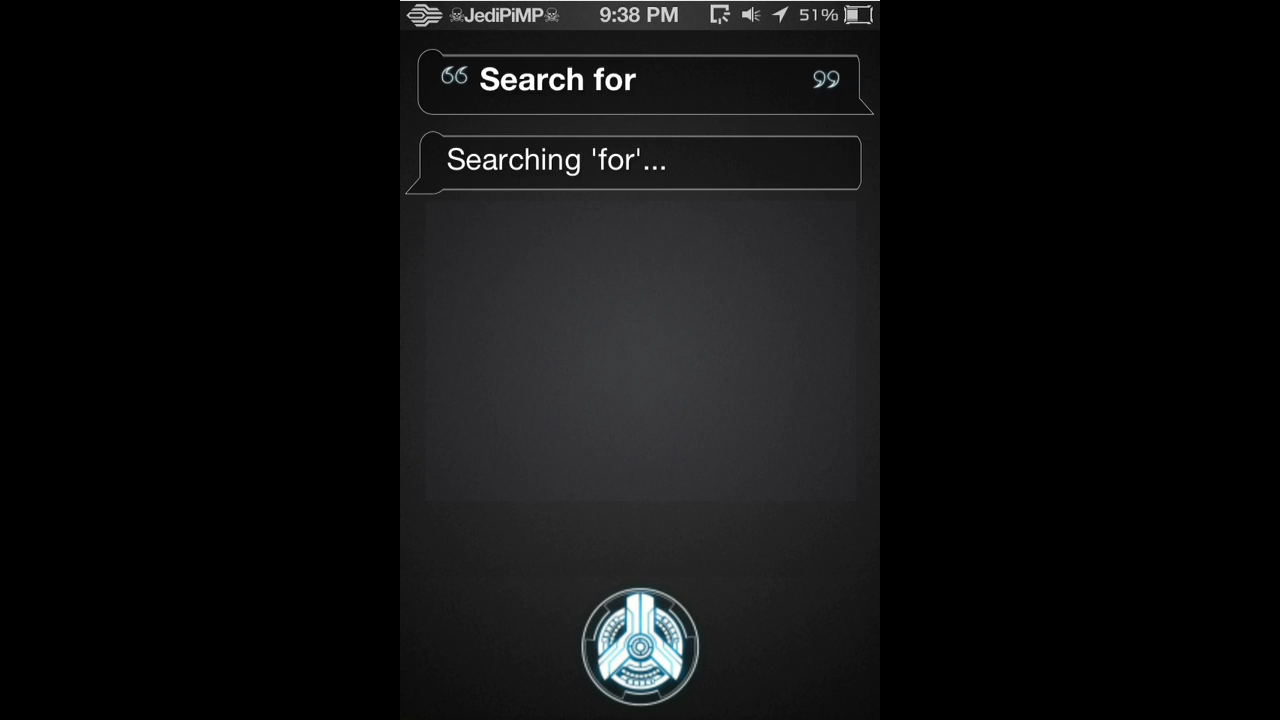 ☠JediPiMP☠ 9:38 PM 51%
“ Search for ”
Searching 'for'...